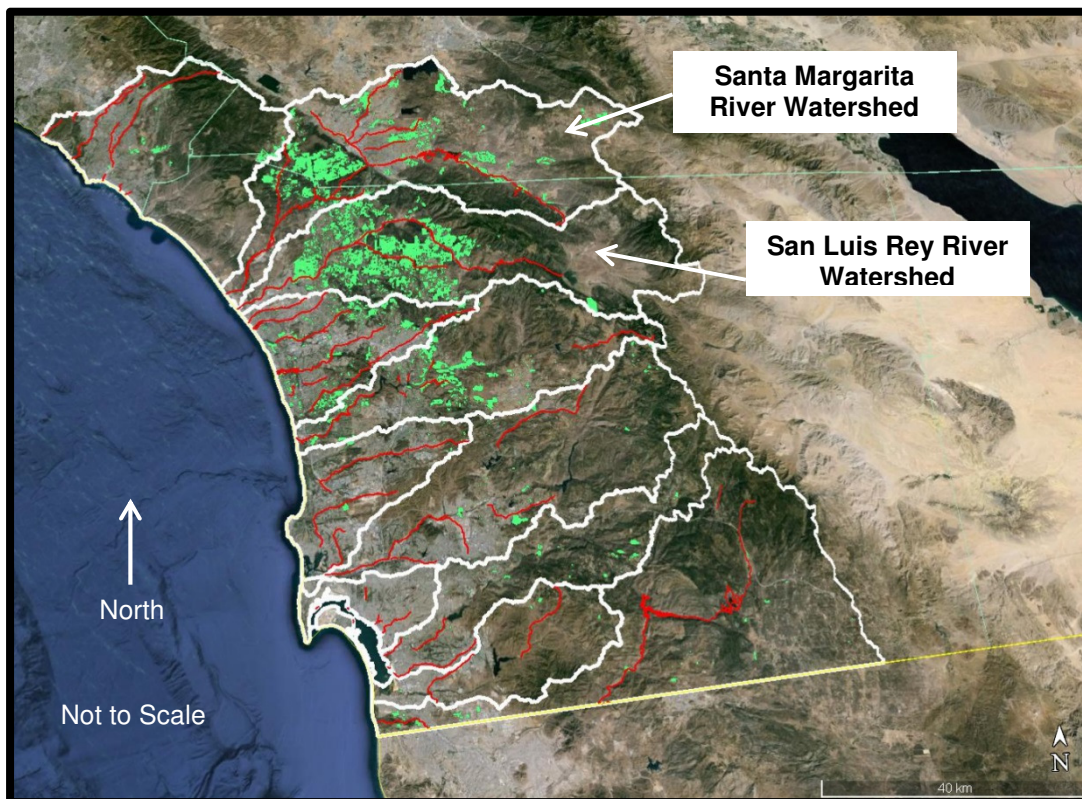 Santa Margarita
River Watershed
San Luis Rey River
Watershed
North
Not to Scale
N
40 km